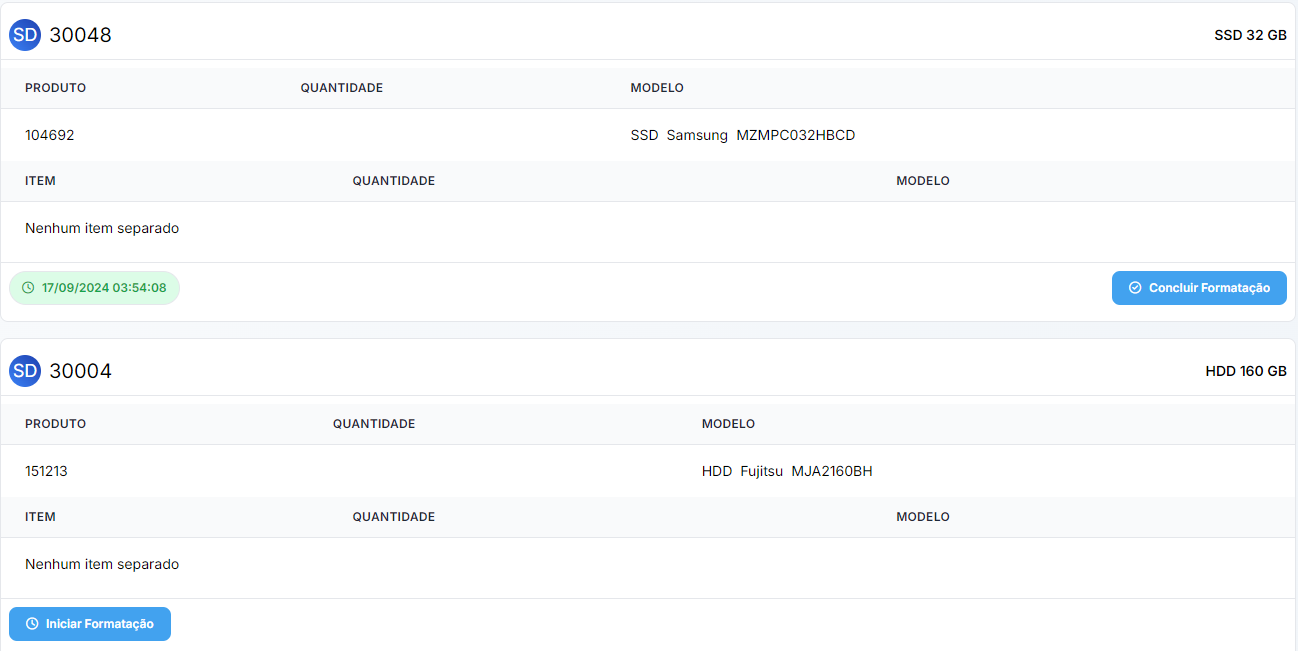 SD 30048 SSD 32 GB
PRODUTO QUANTIDADE MODELO
104692 SSD Samsung MZMPC032HBCD
ITEM QUANTIDADE MODELO
Nenhum item separado
17/09/2024 03:54:08 Concluir Formatação
SD 30004 HDD 160 GB
PRODUTO QUANTIDADE MODELO
151213 HDD Fujitsu MJA2160BH
ITEM QUANTIDADE MODELO
Nenhum item separado
Iniciar Formatação